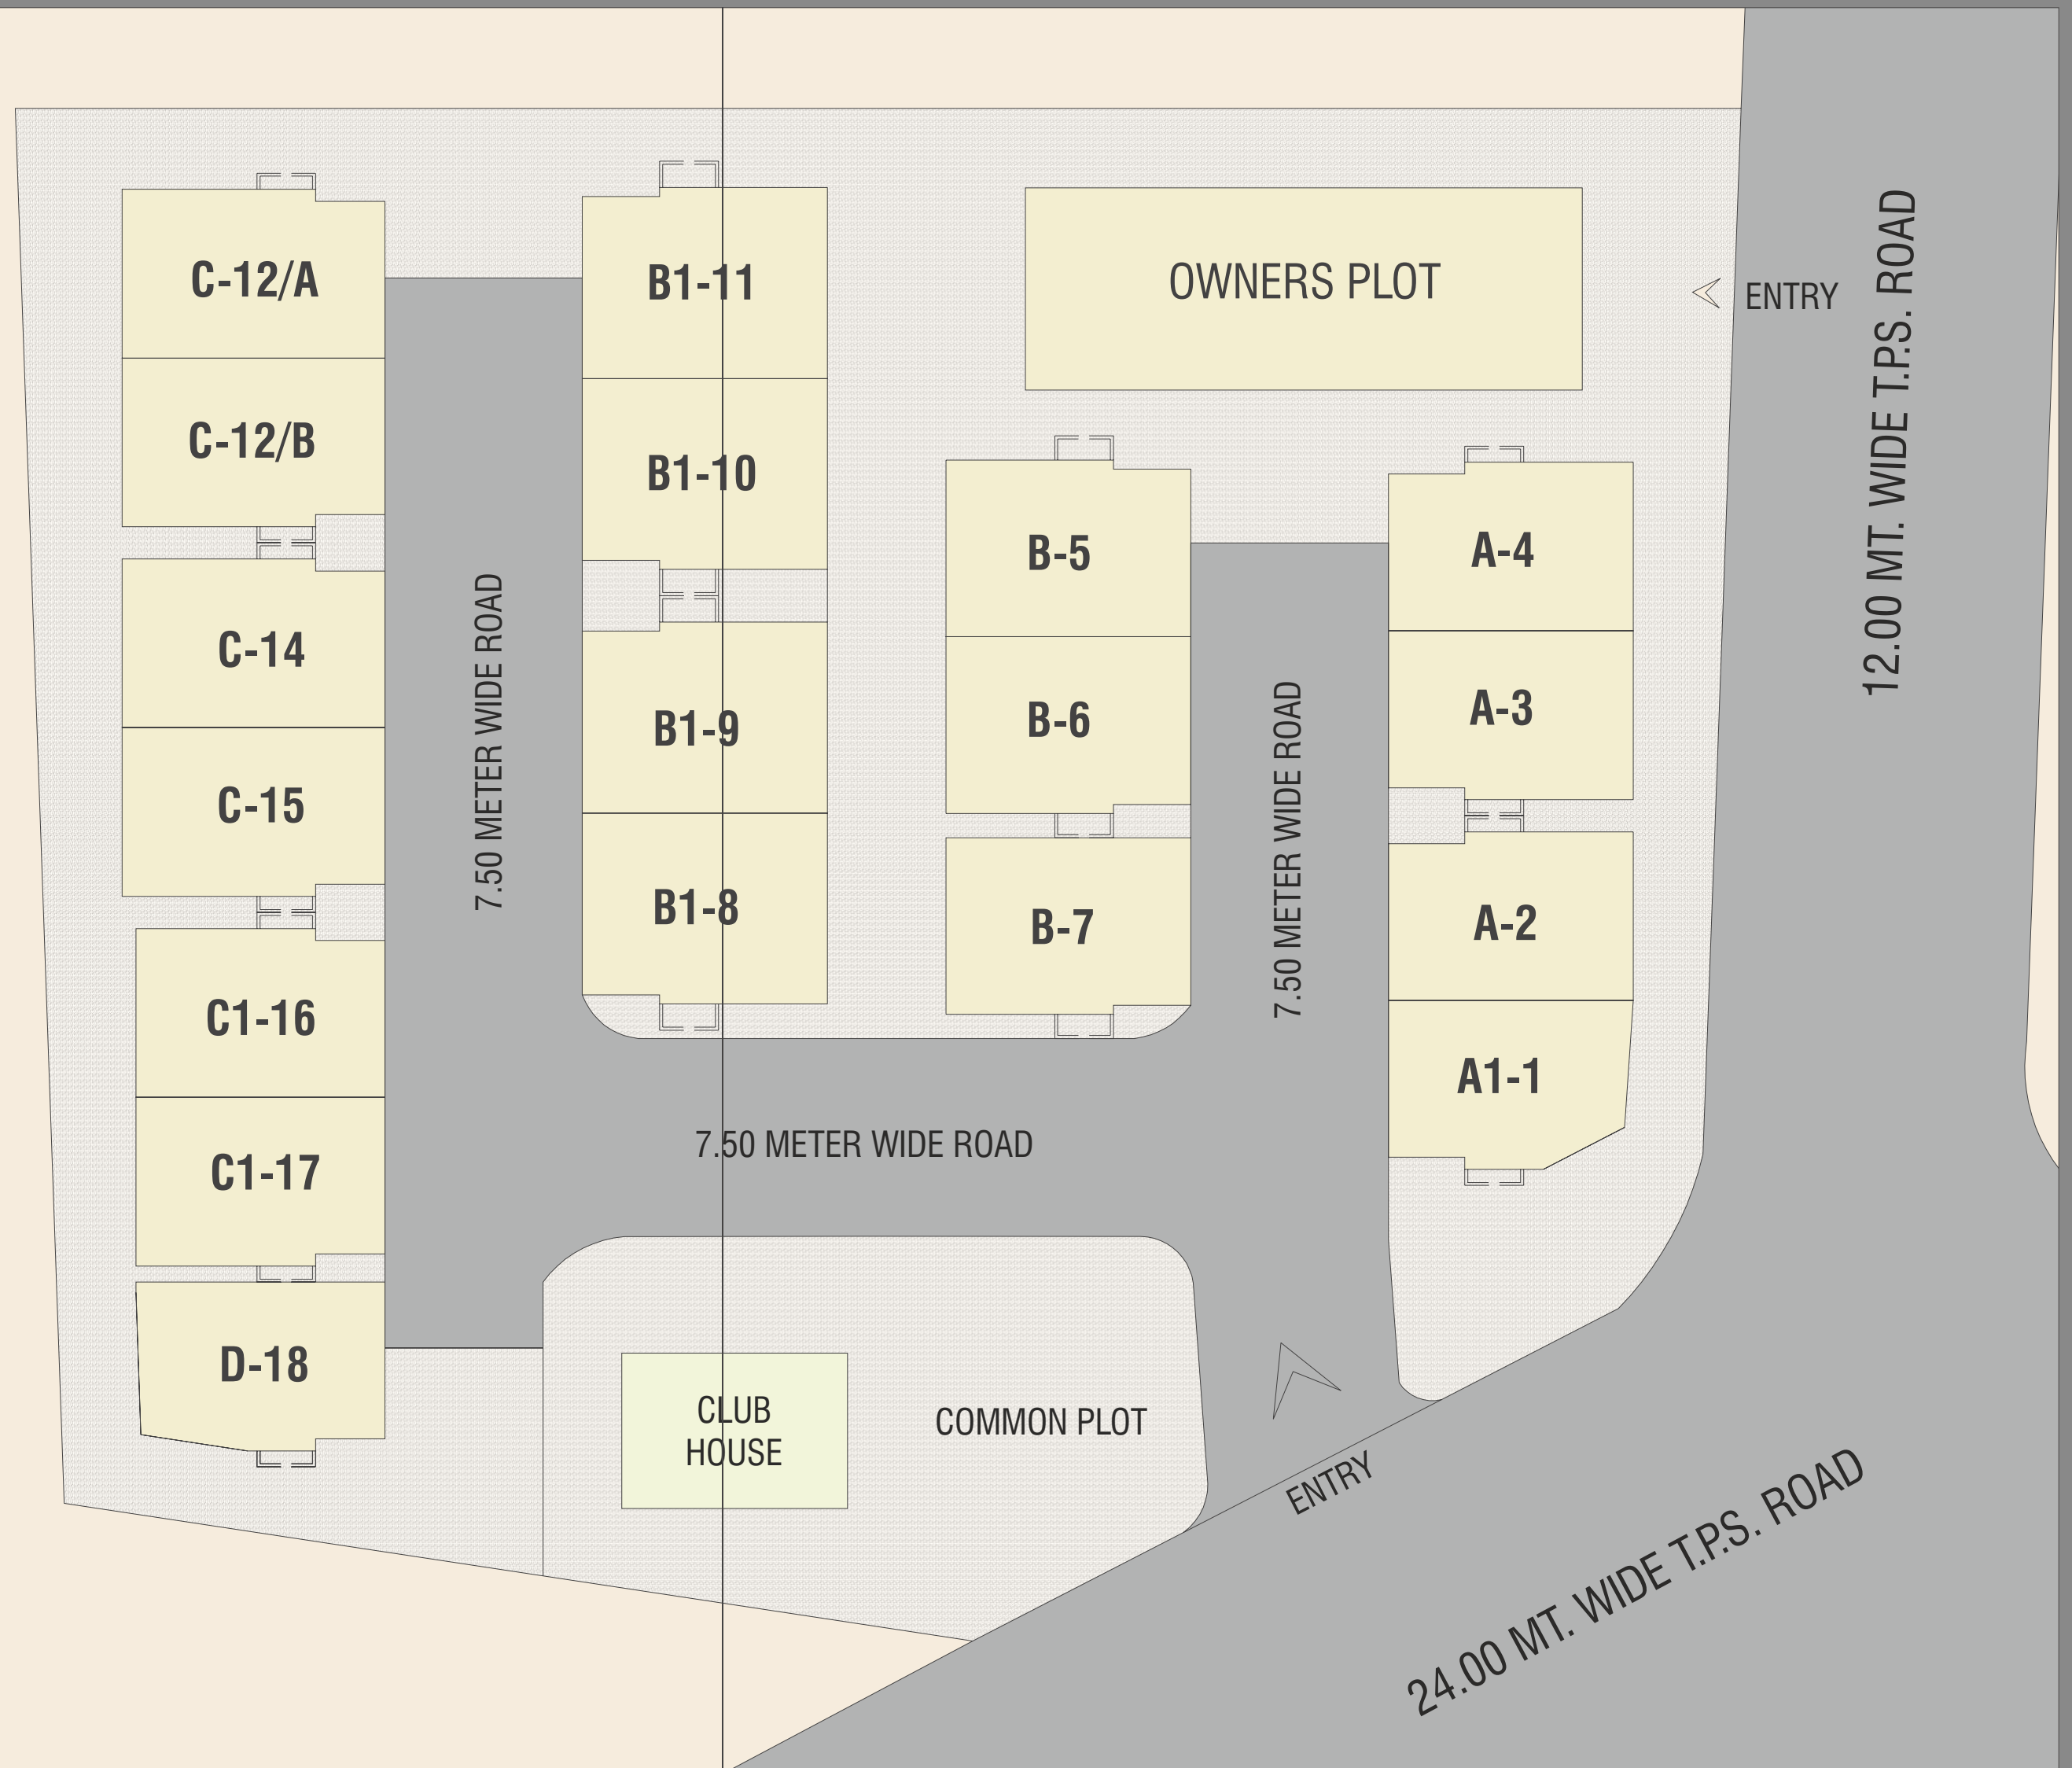 C-12/A
C-12/B
C-14
C-15
C1-16
C1-17
D-18
7.50 METER WIDE ROAD
B1-11
B1-10
B1-9
B1-8
7.50 METER WIDE ROAD
CLUB
HOUSE
COMMON PLOT
OWNERS PLOT
B-5
B-6
B-7
7.50 METER WIDE ROAD
A-4
A-3
A-2
A1-1
ENTRY
12.00 MT. WIDE T.P.S. ROAD
ENTRY
24.00 MT. WIDE T.P.S. ROAD